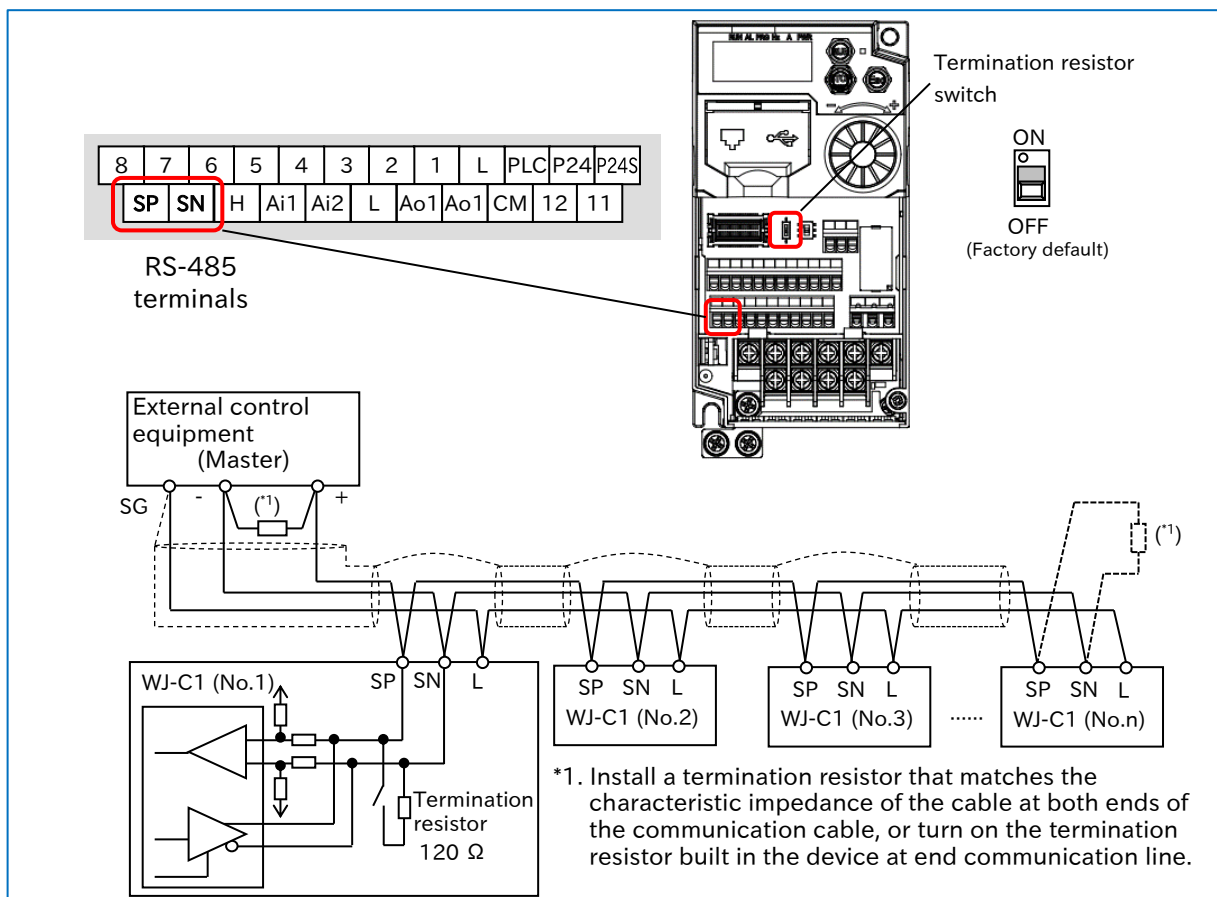 RUN AL PRG Hz A PWR
Termination resistor
switch
ON
OFF
(Factory default)
8 7 6 5 4 3 2 1 L PLC P24 P24S
SP SN H Ai1 Ai2 L Ao1 Ao1 CM 12 11
RS-485
terminals
External control
equipment
(Master)
SG - (*1) +
(*1)
WJ-C1 (No.1) SP SN L
SP SN L
WJ-C1 (No.2)
SP SN L
WJ-C1 (No.3)
......
SP SN L
WJ-C1 (No.n)
Termination
resistor
120 Ω
*1. Install a termination resistor that matches the
characteristic impedance of the cable at both ends of
the communication cable, or turn on the termination
resistor built in the device at end communication line.